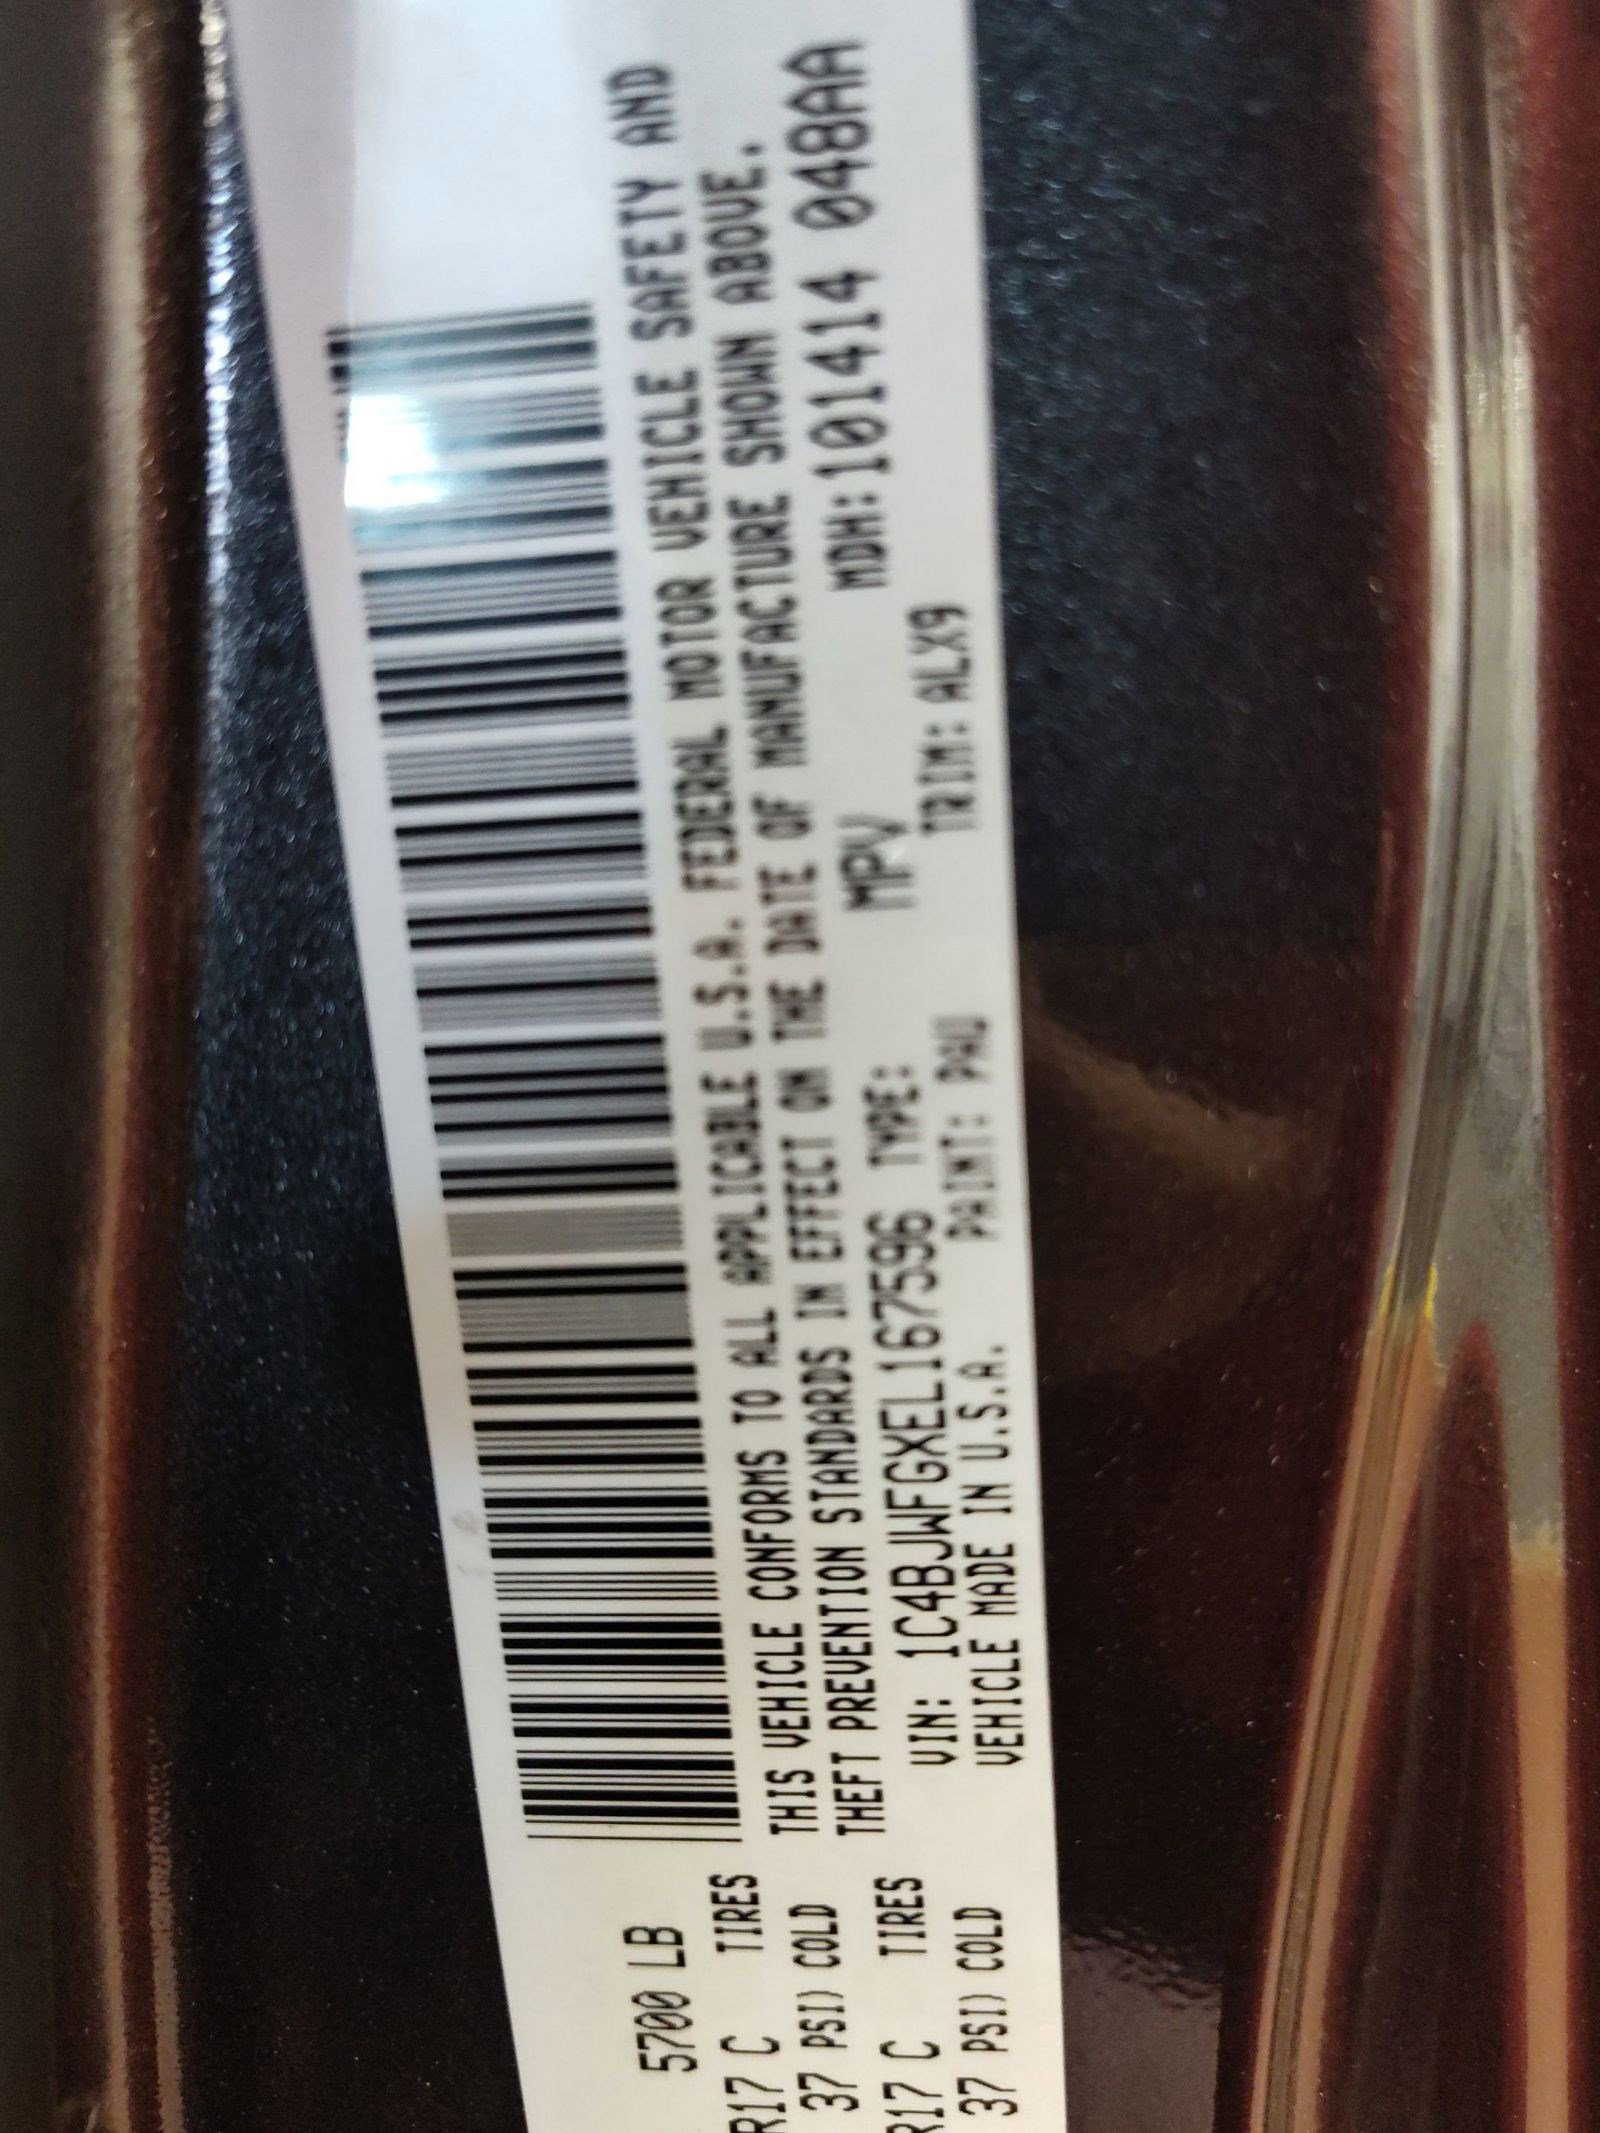 5700 LB
R17 C TIRES
37 PSI) COLD
R17 C TIRES
37 PSI) COLD
THIS VEHICLE CONFORMS TO ALL APPLICABLE U.S.A. FEDERAL MOTOR VEHICLE SAFETY AND
THEFT PREVENTION STANDARDS IN EFFECT ON THE DATE OF MANUFACTURE SHOWN ABOVE.
VIN: 1C4BJWFGXEL167596 TYPE: MPV MDH:101414 048AA
VEHICLE MADE IN U.S.A. PAINT: PAU TRIM: ALX9